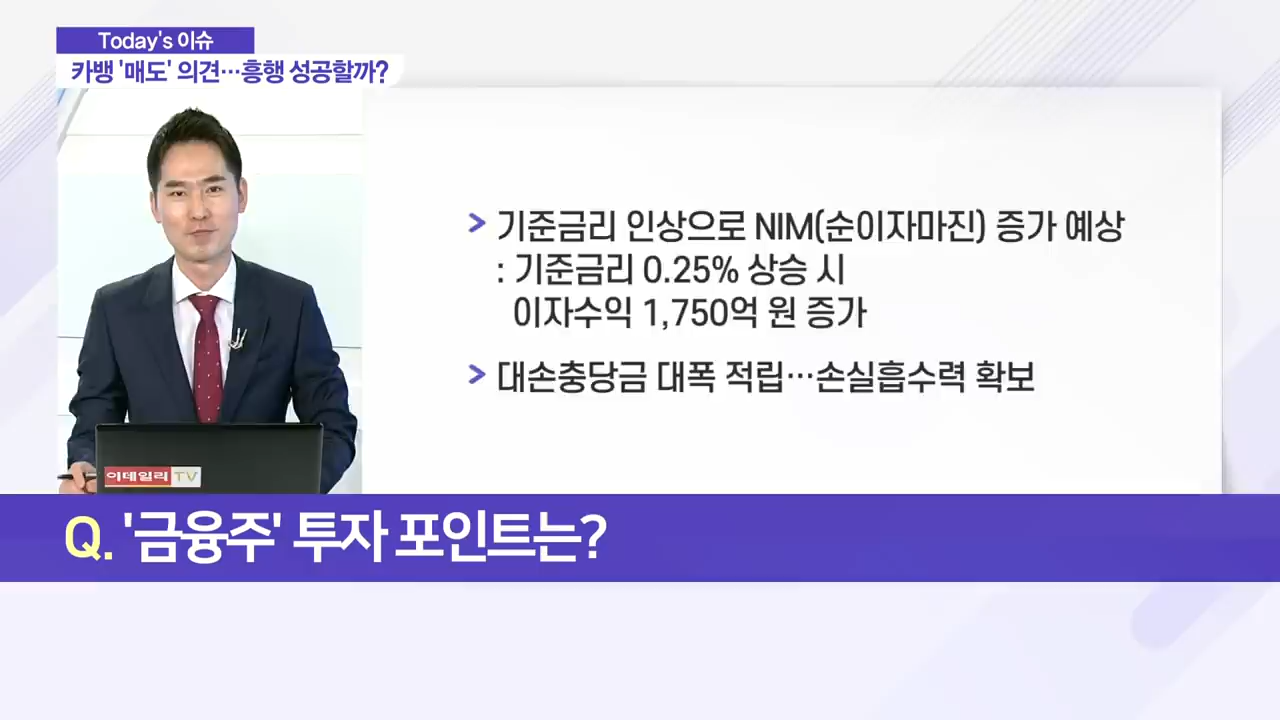 Today's 이슈
카뱅 '매도' 의견…흥행 성공할까?
> 기준금리 인상으로 NIM(순이자마진) 증가 예상
: 기준금리 0.25% 상승 시
이자수익 1,750억 원 증가
> 대손충당금 대폭 적립…손실흡수력 확보
이데일리 TV
Q. '금융주' 투자 포인트는?